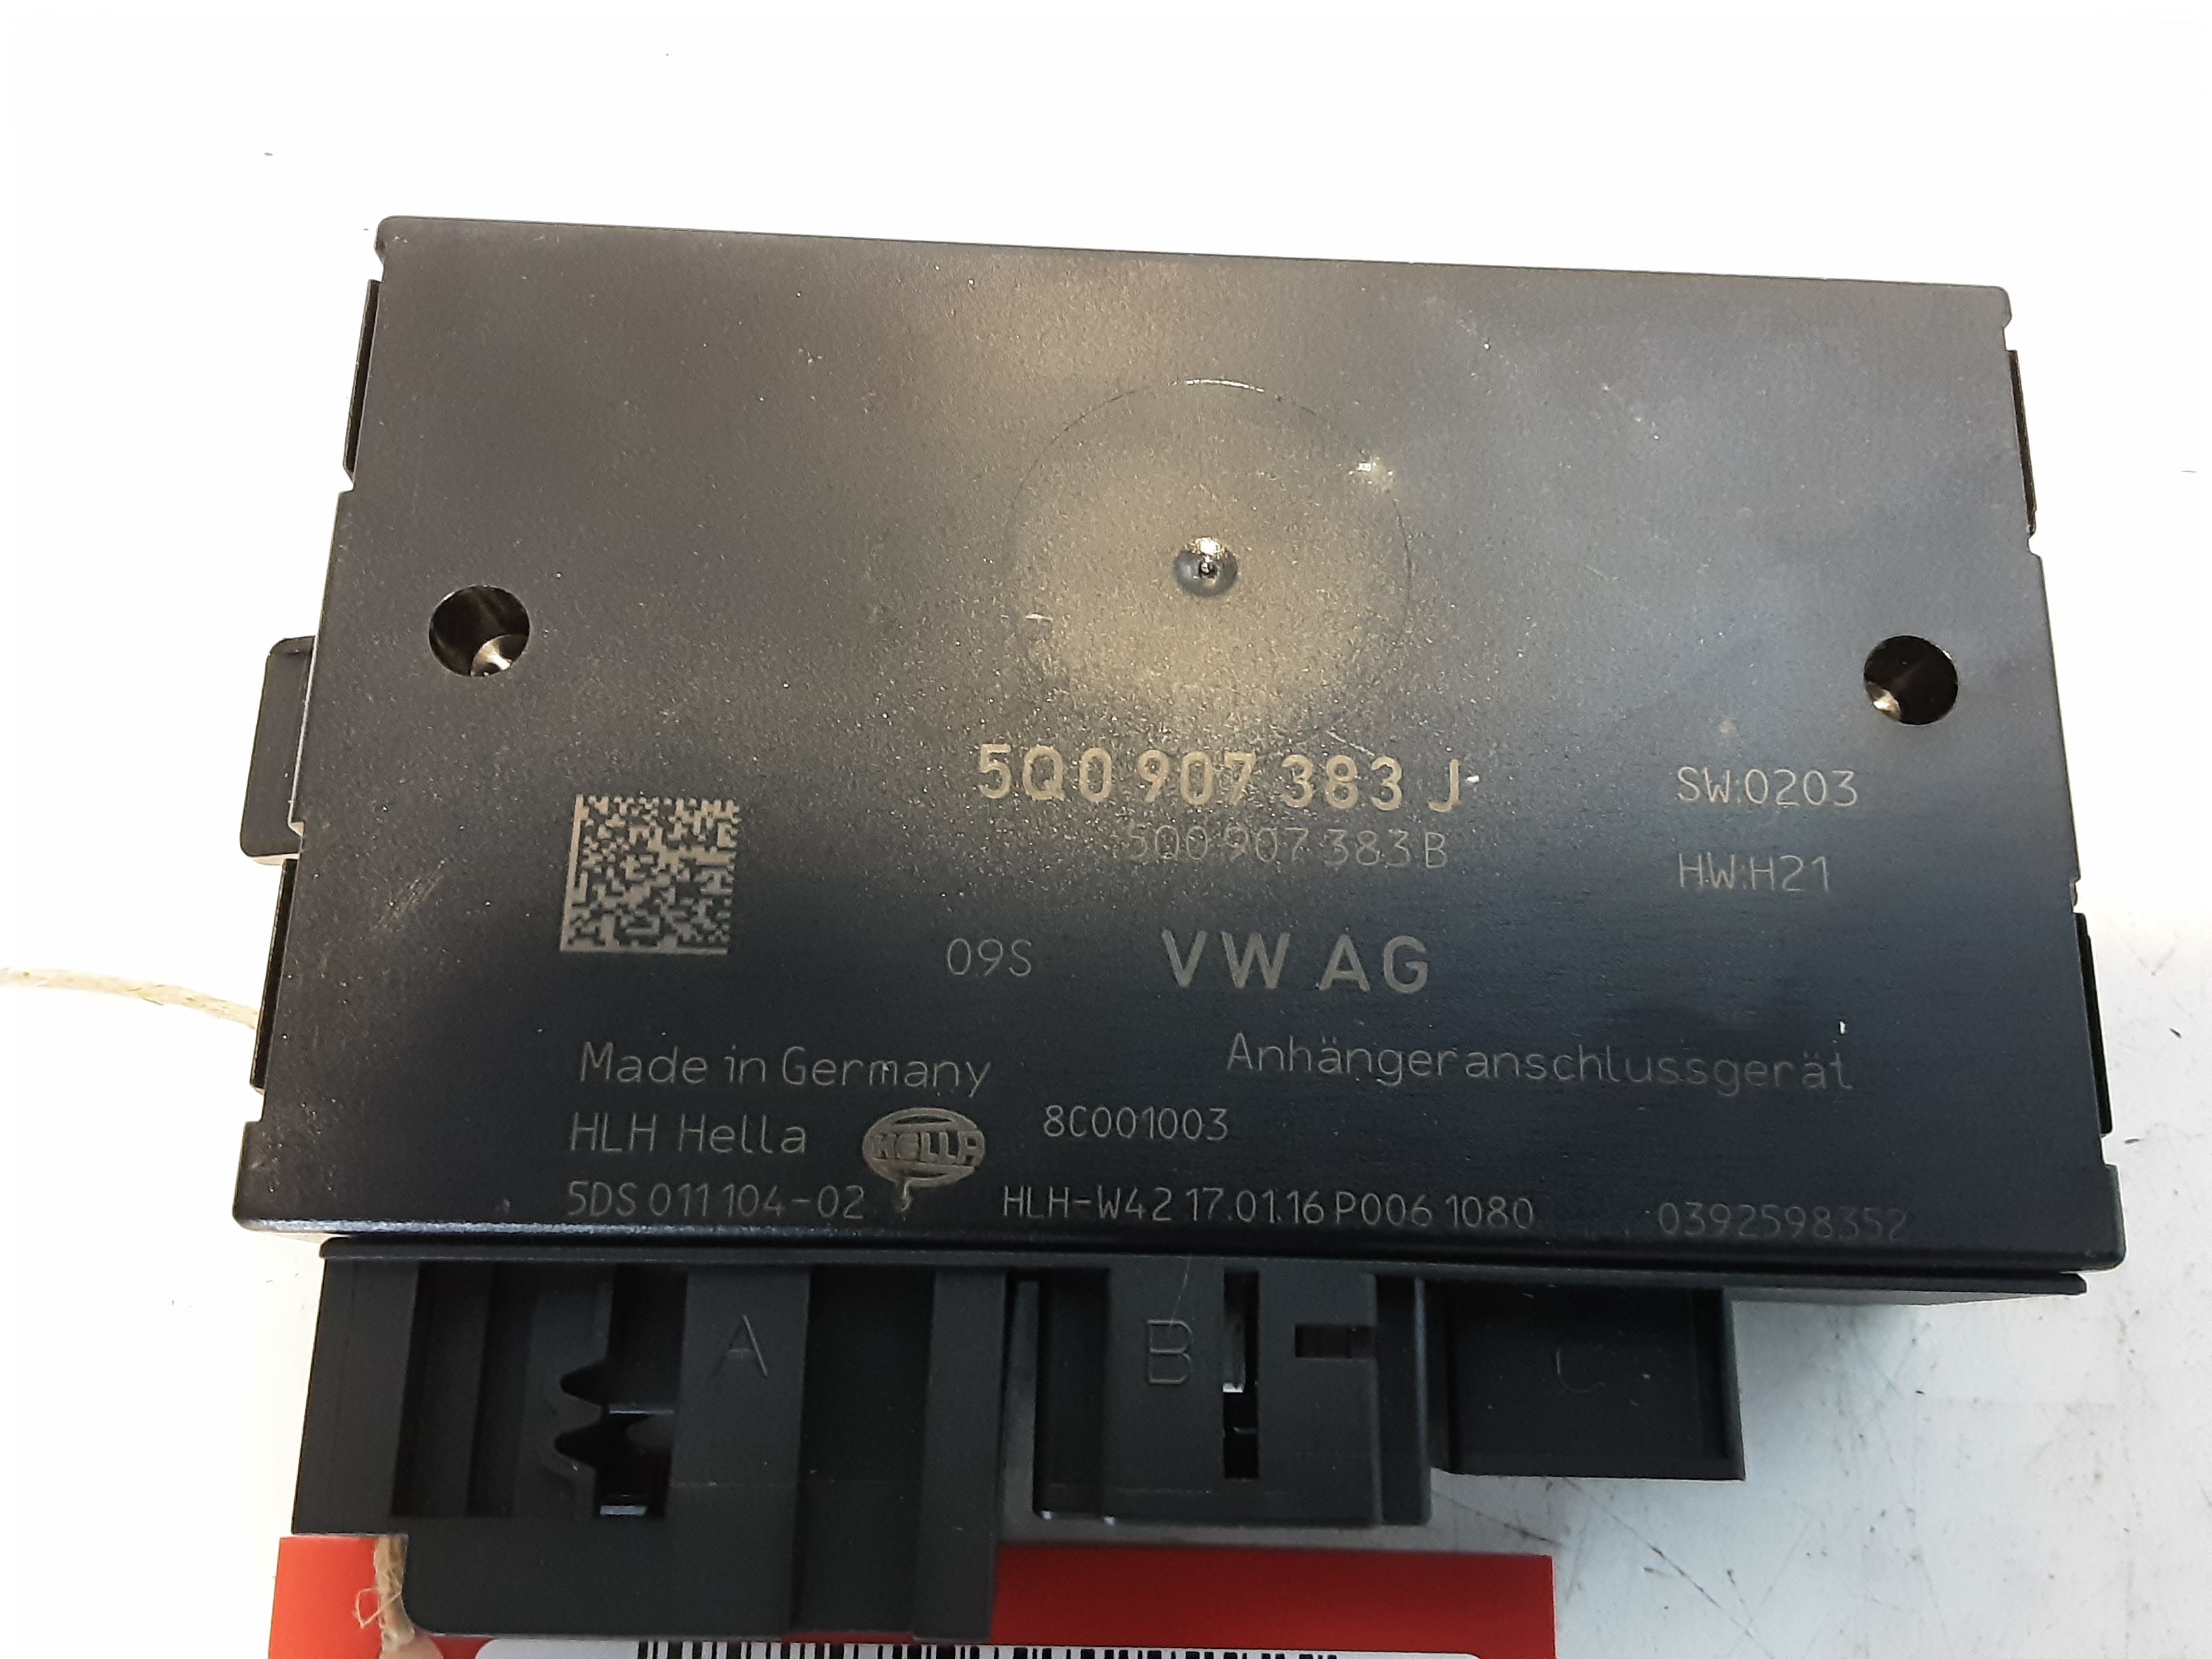 5Q0 907 383 J
5Q0 907 383 B
SW:0203
HW:H21
09S
VW AG
Made in Germany
Anhängeranschlussgerät
HLH Hella
HELLA
8C001003
5DS 011 104-02
HLH-W42 17.01.16 P006 1080
0392598352
A
B
C